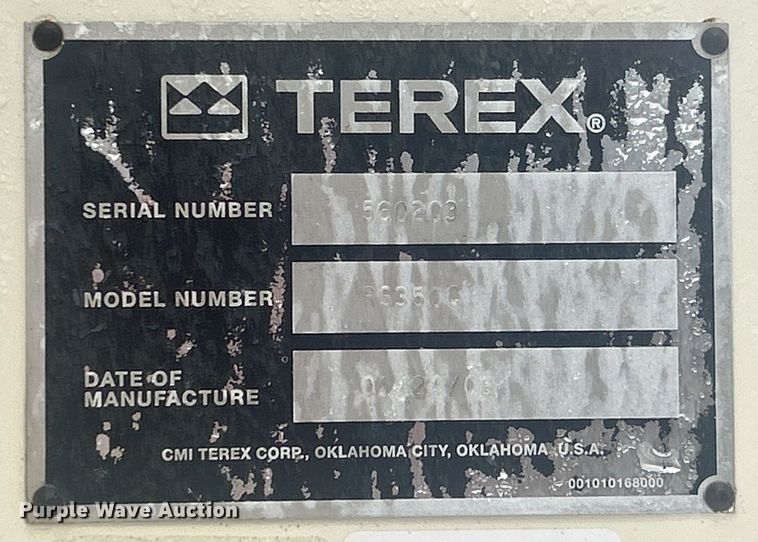 TEREX®
SERIAL NUMBER 560203
MODEL NUMBER
DATE OF
MANUFACTURE
CMI TEREX CORP., OKLAHOMA CITY, OKLAHOMA U.S.A.
001010168000
Purple Wave Auction